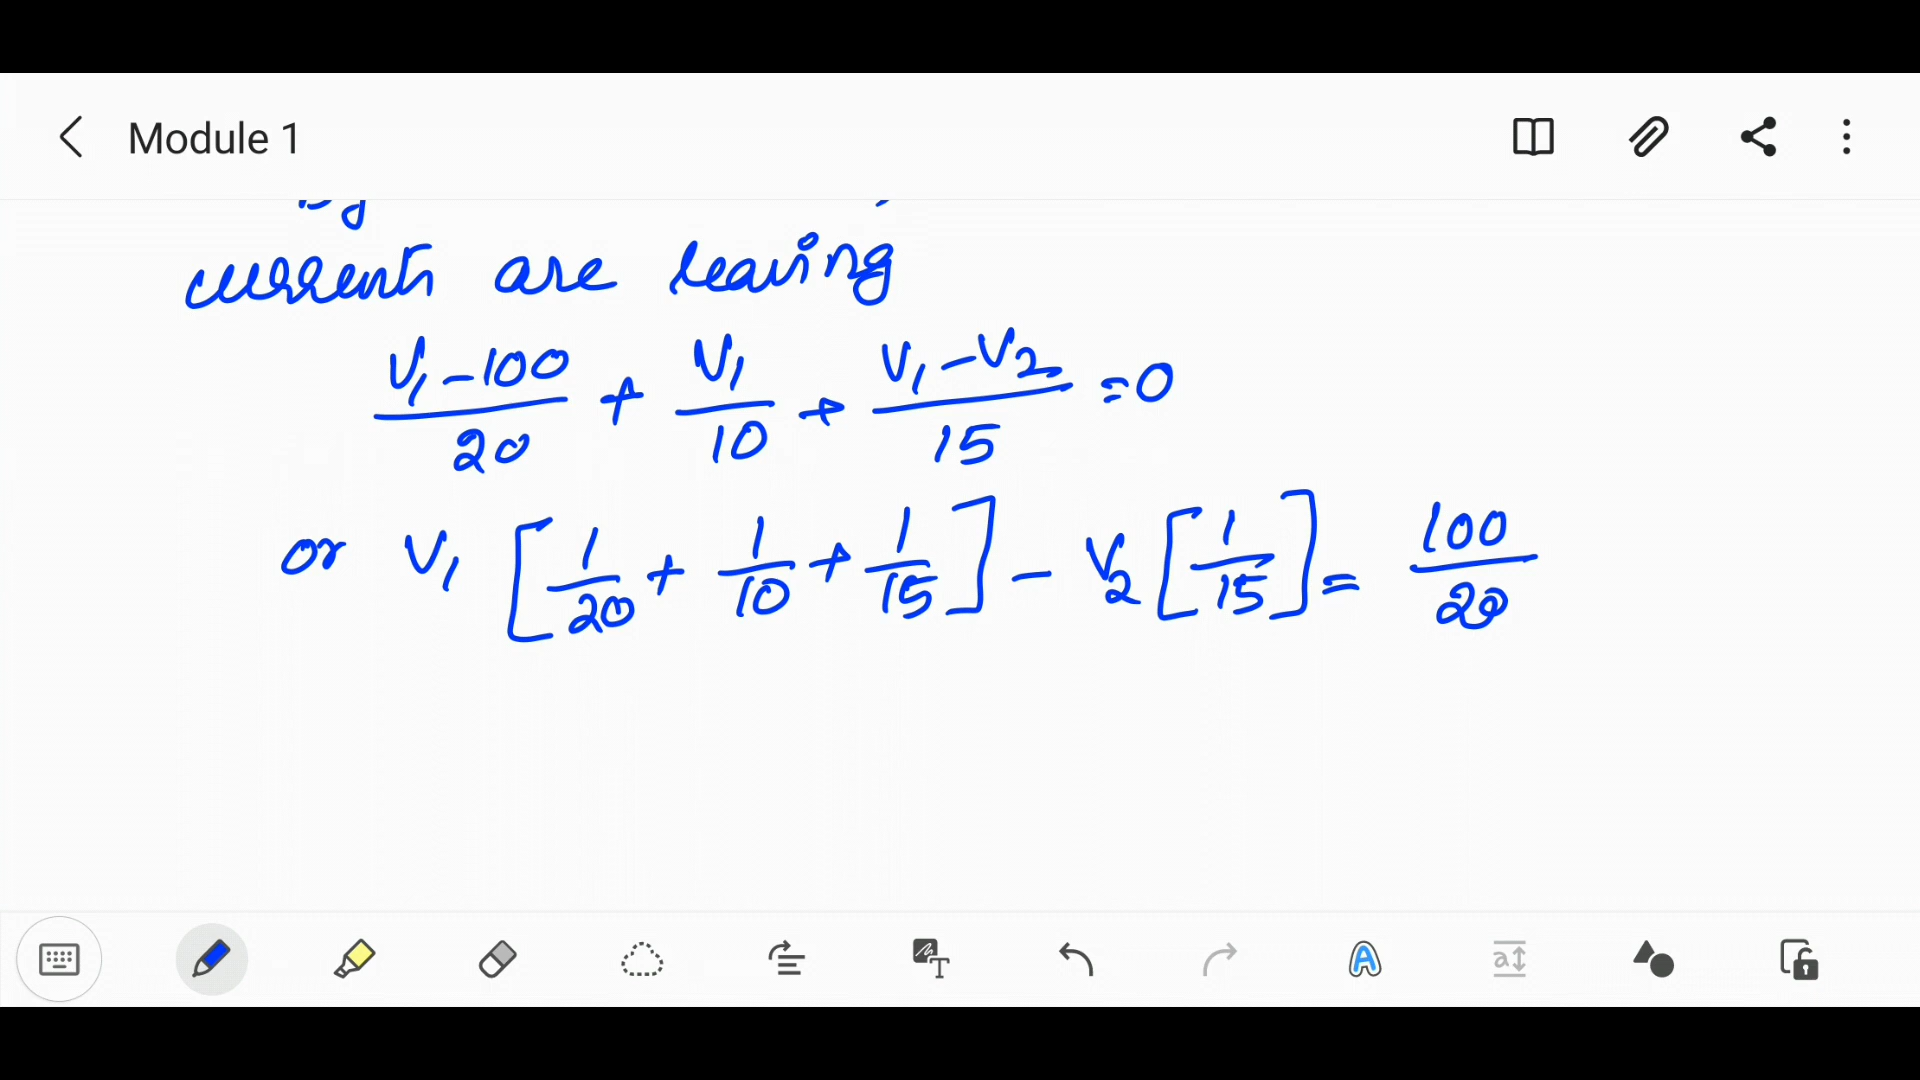 Module 1
currents are leaving
V₁-100/20 + V₁/10 + V₁-V₂/15 =0
or V₁ [1/20 + 1/10 + 1/15] - V₂ [1/15] = 100/20